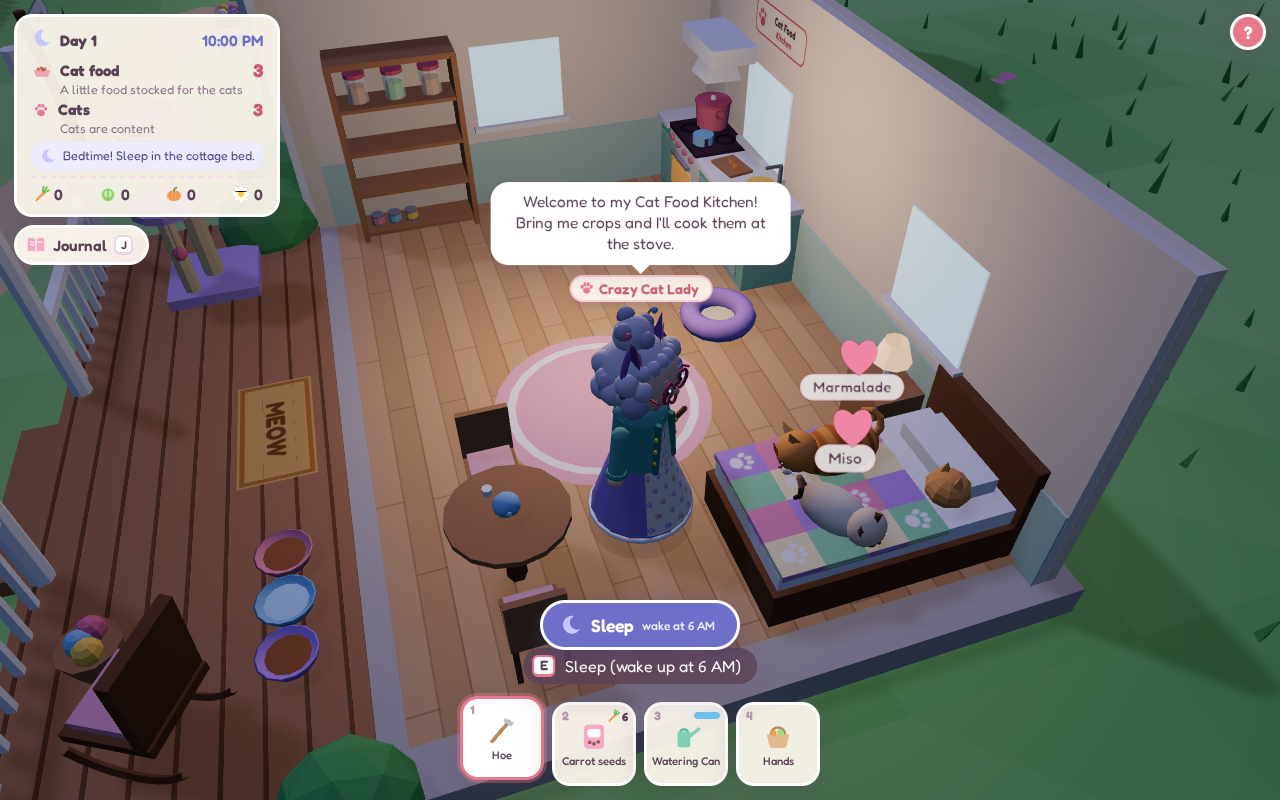 Day 1
10:00 PM
Cat food
3
A little food stocked for the cats
Cats
3
Cats are content
Bedtime! Sleep in the cottage bed.
0
0
0
0
Journal
J
?
Cat Food
Kitchen
Welcome to my Cat Food Kitchen!
Bring me crops and I'll cook them at
the stove.
Crazy Cat Lady
Marmalade
Miso
MEOW
Sleep wake at 6 AM
E Sleep (wake up at 6 AM)
1
Hoe
2
6
Carrot seeds
3
Watering Can
4
Hands